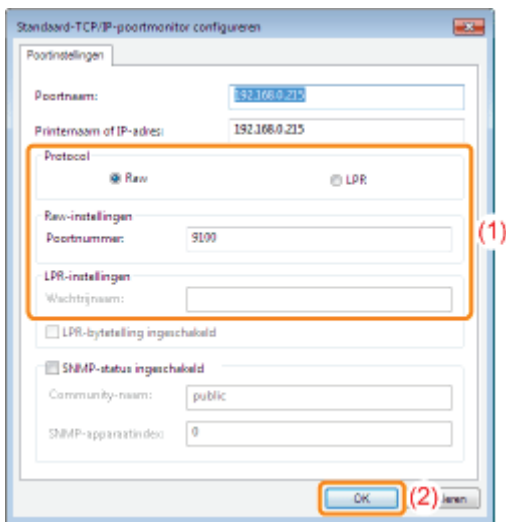 Standaard-TCP/IP-poortmonitor configureren
Poortinstellingen
Poortnaam: 192.168.0.215
Printernaam of IP-adres: 192.168.0.215
Protocol
Raw LPR
Raw-instellingen
(1)
Poortnummer: 9100
LPR-instellingen
Wachtrijnaam:
LPR-bytetelling ingeschakeld
SNMP-status ingeschakeld
Community-naam: public
SNMP-apparaatindex: 0
OK (2)